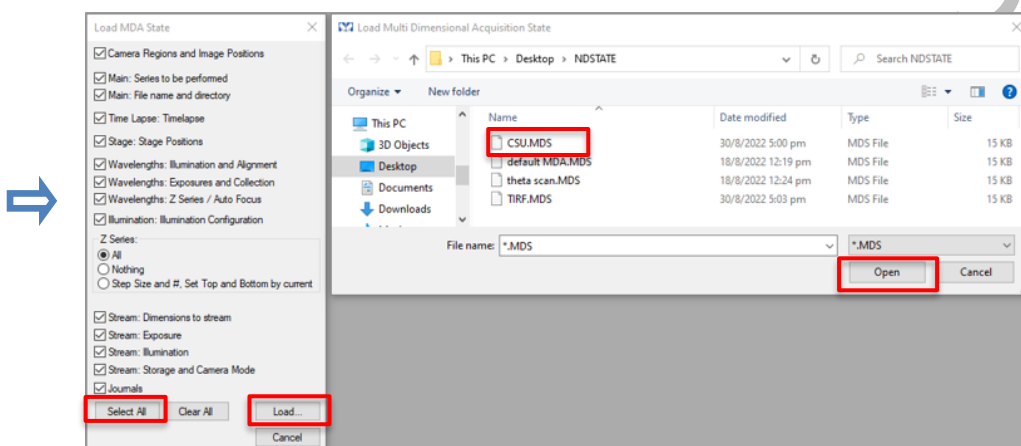 Load MDA State
Camera Regions and Image Positions
Main: Series to be performed
Main: File name and directory
Time Lapse: Timelapse
Stage: Stage Positions
Wavelengths: Illumination and Alignment
Wavelengths: Exposures and Collection
Wavelengths: Z Series / Auto Focus
Illumination: Illumination Configuration
Z Series:
All
Nothing
Step Size and #, Set Top and Bottom by current
Stream: Dimensions to stream
Stream: Exposure
Stream: Illumination
Stream: Storage and Camera Mode
Journals
Select All Clear All Load...
Cancel
Load Multi Dimensional Acquisition State
This PC > Desktop > NDSTATE
Search NDSTATE
Organize New folder
This PC
3D Objects
Desktop
Documents
Downloads
Name Date modified Type Size
CSU.MDS 30/8/2022 5:00 pm MDS File 15 KB
default MDA.MDS 18/8/2022 12:19 pm MDS File 15 KB
theta scan.MDS 18/8/2022 12:24 pm MDS File 15 KB
TIRF.MDS 30/8/2022 5:03 pm MDS File 15 KB
File name: *.MDS *.MDS
Open Cancel